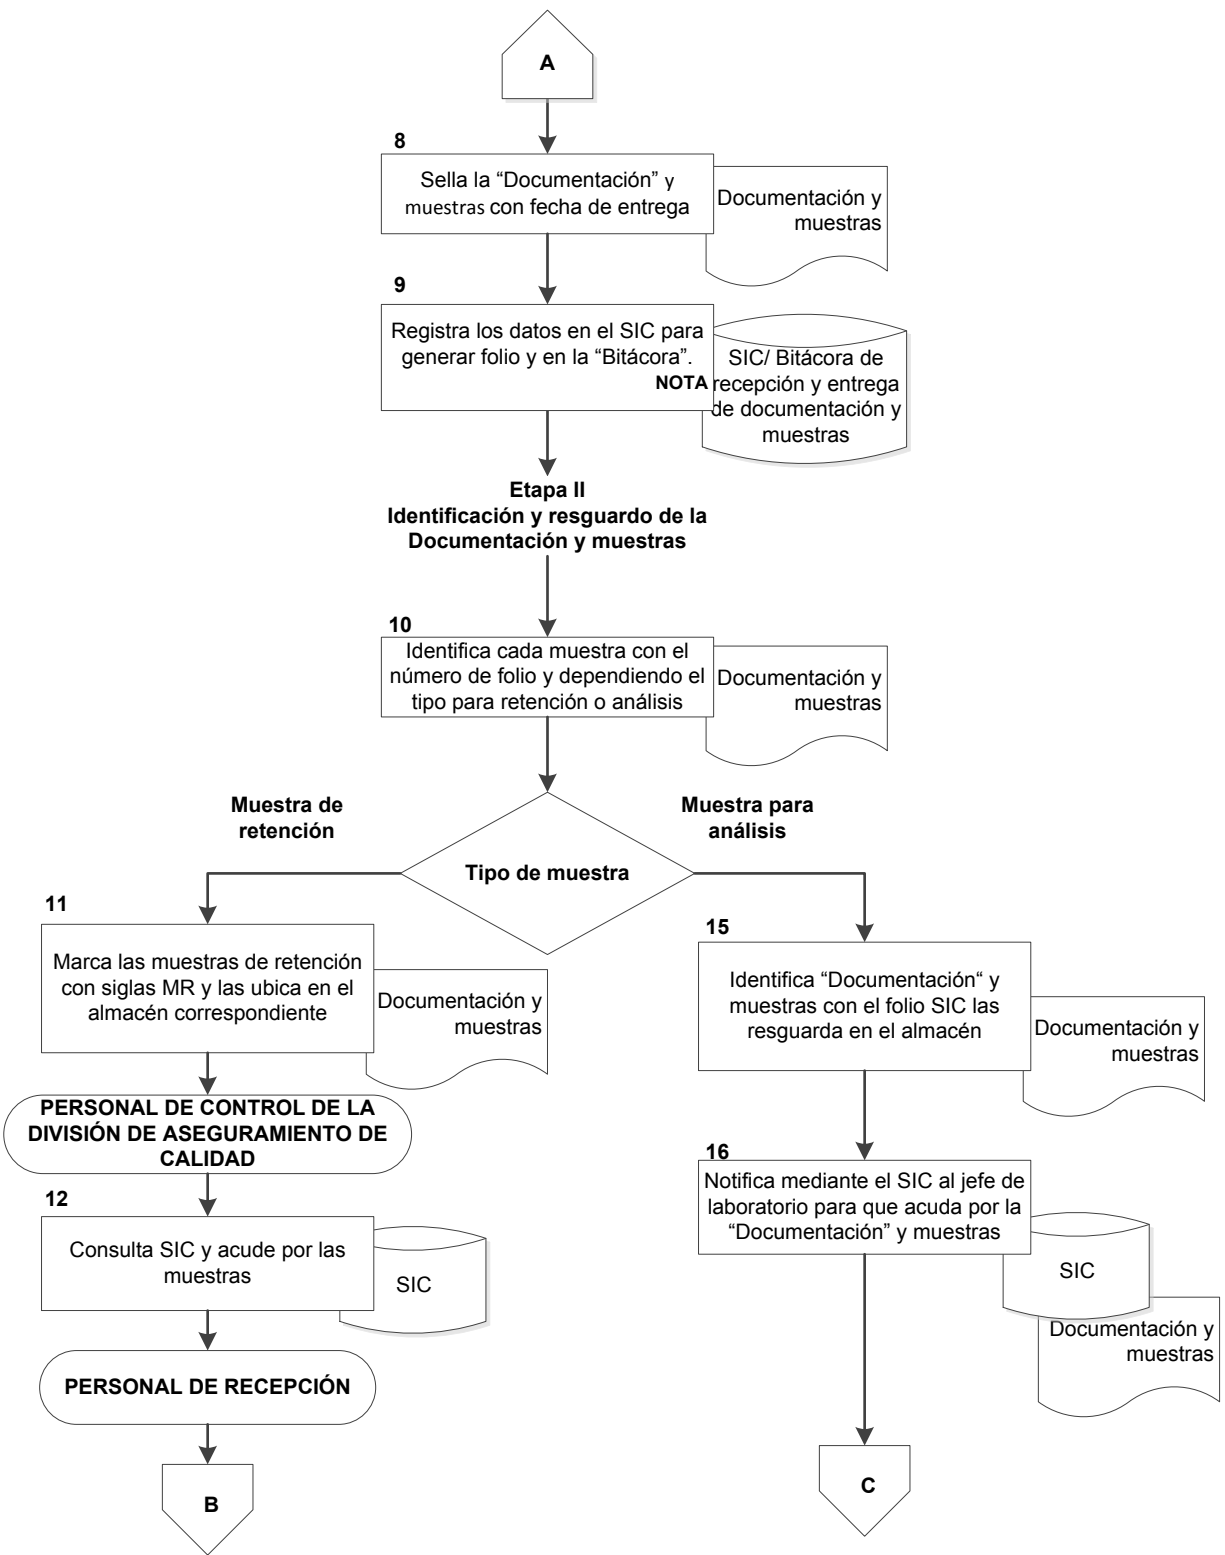 A
8
Sella la “Documentación” y
muestras con fecha de entrega
Documentación y
muestras
9
Registra los datos en el SIC para
generar folio y en la “Bitácora”.
NOTA
SIC/ Bitácora de
recepción y entrega
de documentación y
muestras
Etapa II
Identificación y resguardo de la
Documentación y muestras
10
Identifica cada muestra con el
número de folio y dependiendo el
tipo para retención o análisis
Documentación y
muestras
Muestra de
retención
Muestra para
análisis
Tipo de muestra
11
Marca las muestras de retención
con siglas MR y las ubica en el
almacén correspondiente
Documentación y
muestras
PERSONAL DE CONTROL DE LA
DIVISIÓN DE ASEGURAMIENTO DE
CALIDAD
12
Consulta SIC y acude por las
muestras
SIC
PERSONAL DE RECEPCIÓN
B
15
Identifica “Documentación“ y
muestras con el folio SIC las
resguarda en el almacén
Documentación y
muestras
16
Notifica mediante el SIC al jefe de
laboratorio para que acuda por la
“Documentación” y muestras
SIC
Documentación y
muestras
C